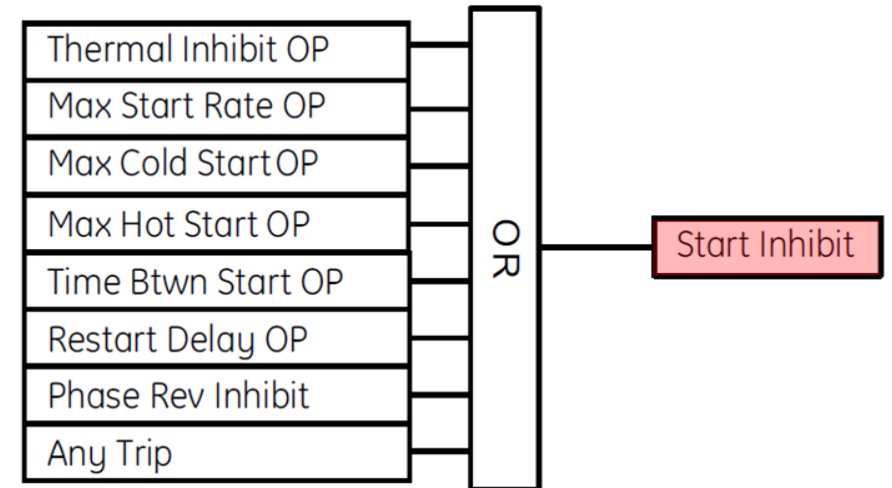 Thermal Inhibit OP
Max Start Rate OP
Max Cold Start OP
Max Hot Start OP
Time Btwn Start OP
Restart Delay OP
Phase Rev Inhibit
Any Trip
OR
Start Inhibit